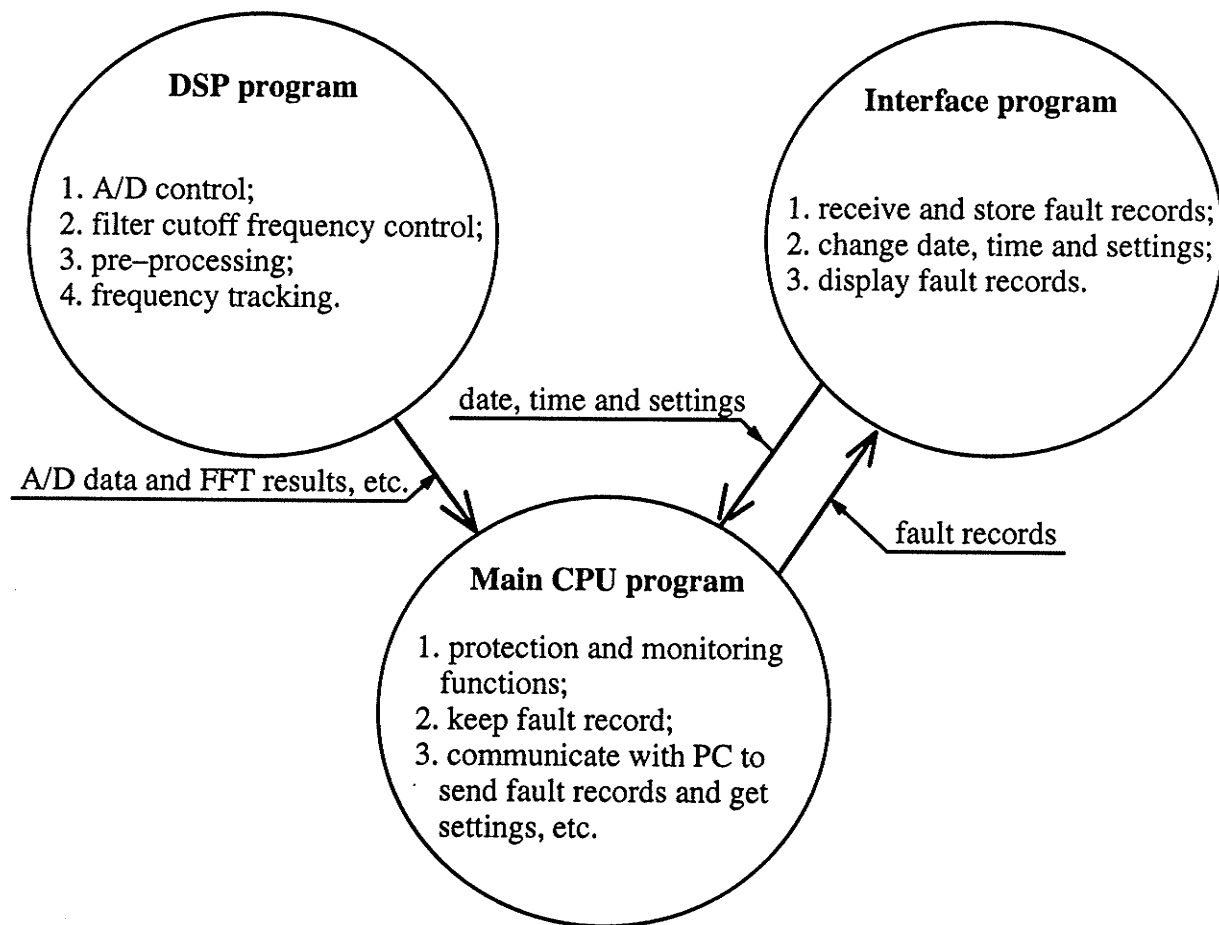 DSP program
1. A/D control;
2. filter cutoff frequency control;
3. pre–processing;
4. frequency tracking.
Interface program
1. receive and store fault records;
2. change date, time and settings;
3. display fault records.
date, time and settings
A/D data and FFT results, etc.
fault records
Main CPU program
1. protection and monitoring
functions;
2. keep fault record;
3. communicate with PC to
send fault records and get
settings, etc.